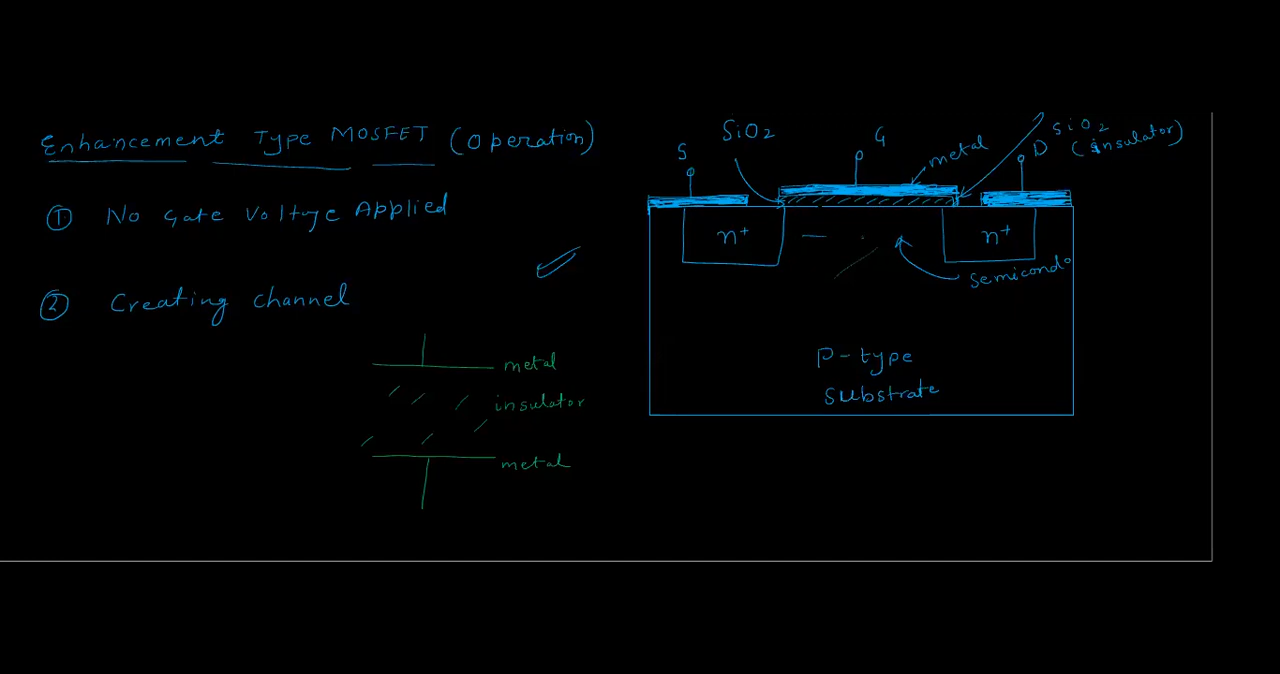 Enhancement Type MOSFET (Operation)
① No Gate Voltage Applied
② Creating Channel
metal
insulator
metal
S
SiO2
G
metal
SiO2
(insulator)
D
n+
n+
Semicondo
P-type
Substrate